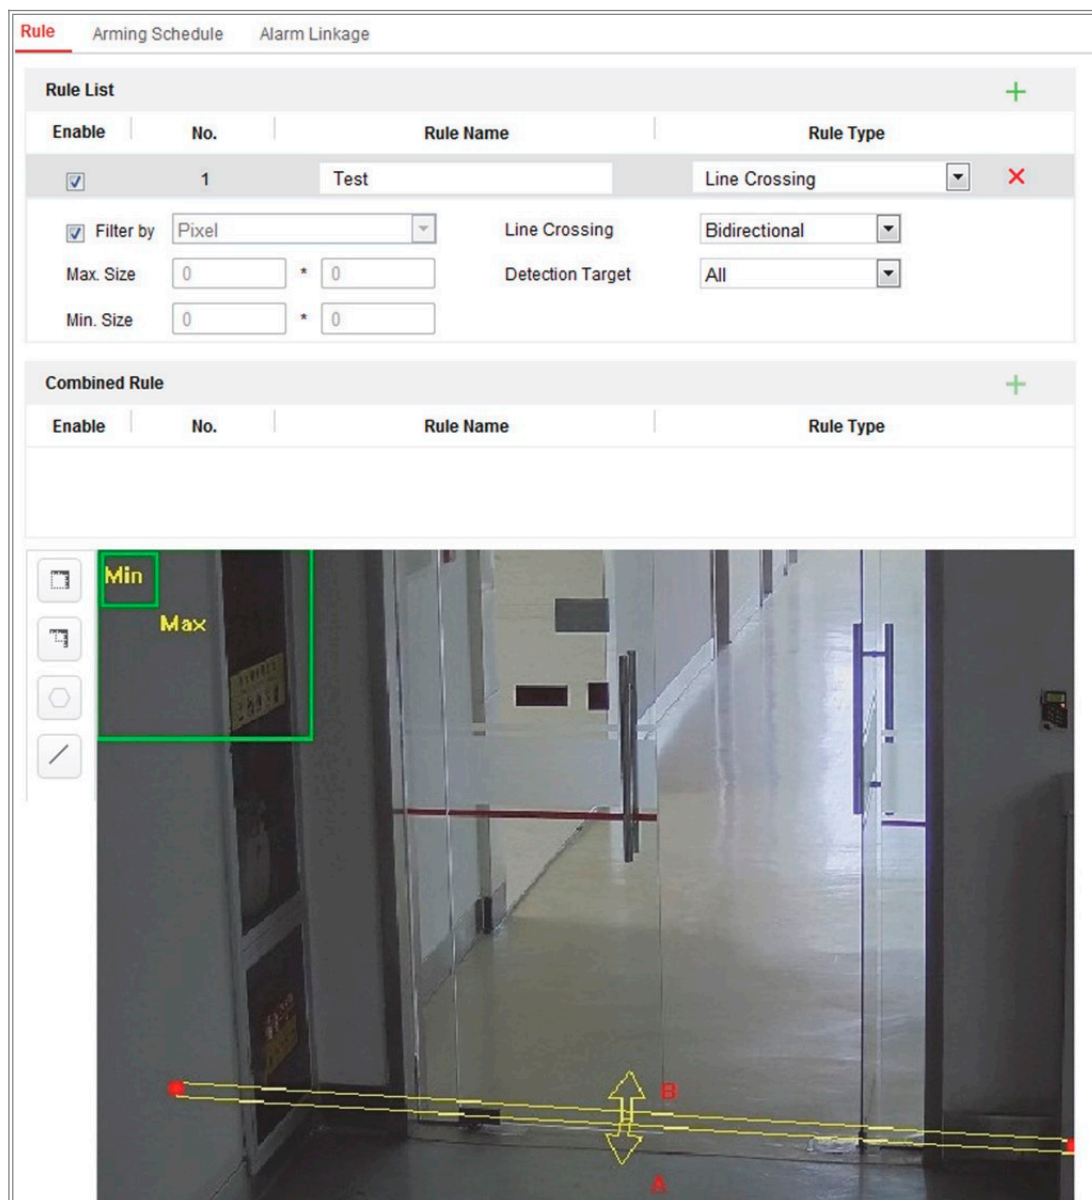 Rule Arming Schedule Alarm Linkage
Rule List
Enable No. Rule Name Rule Type
1 Test Line Crossing
Filter by Pixel Line Crossing Bidirectional
Max. Size 0 * 0 Detection Target All
Min. Size 0 * 0
Combined Rule
Enable No. Rule Name Rule Type
Min
Max
B
A